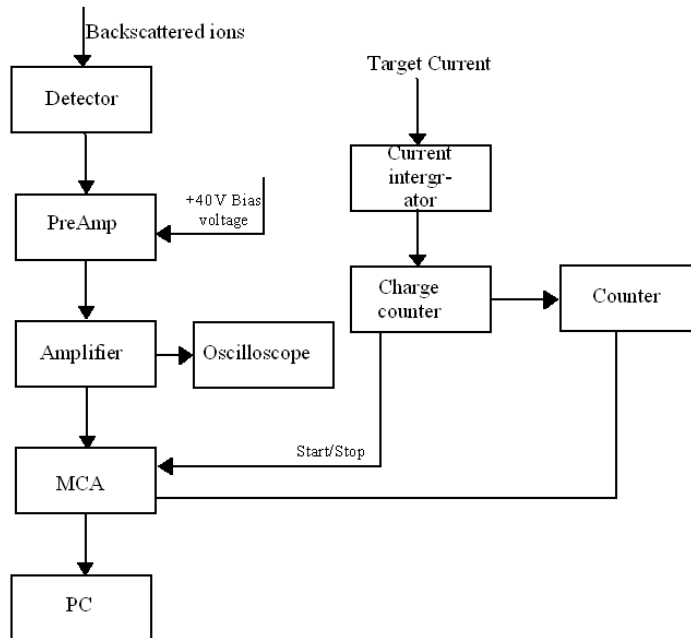 Backscattered ions
Target Current
Detector
Current
intergr-
ator
+40V Bias
voltage
PreAmp
Charge
counter
Counter
Amplifier
Oscilloscope
Start/Stop
MCA
PC